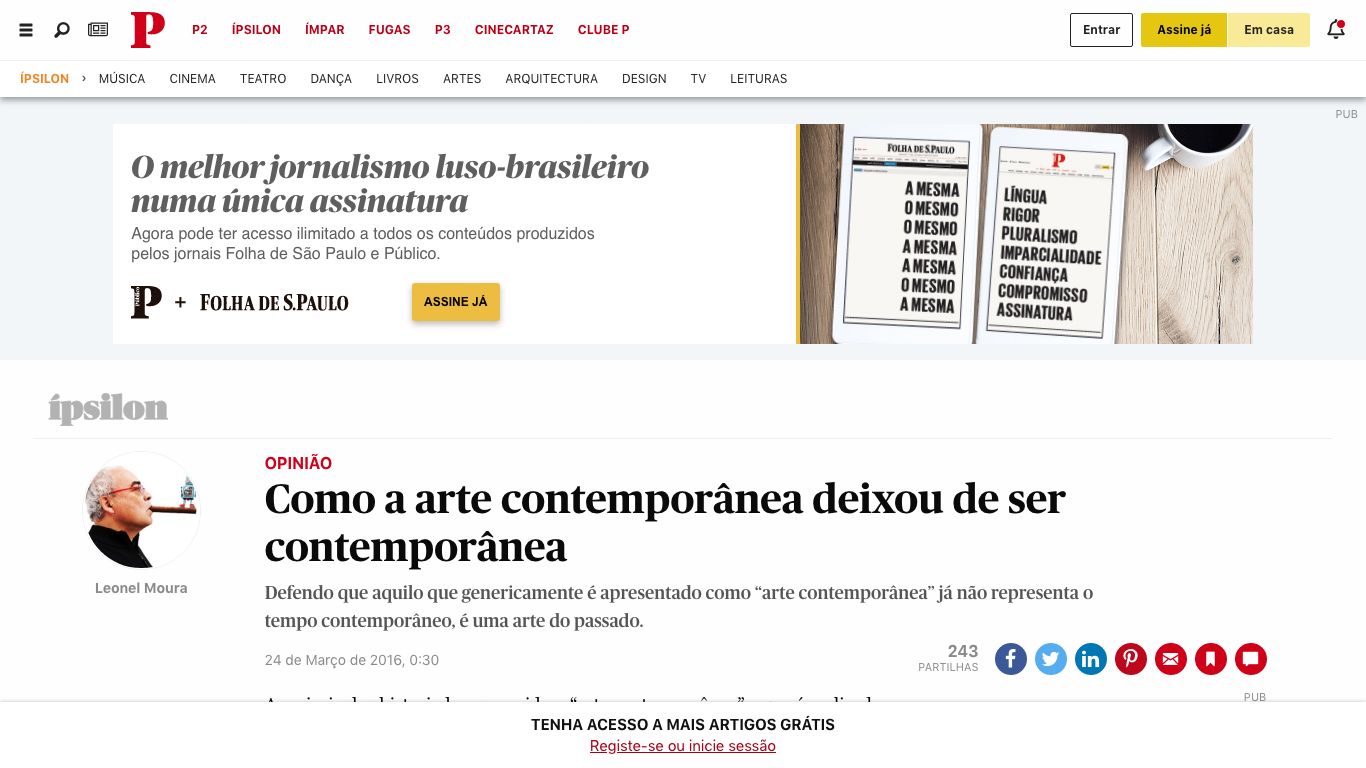 P
P2
ÍPSILON
ÍMPAR
FUGAS
P3
CINECARTAZ
CLUBE P
Entrar
Assine já
Em casa
ÍPSILON › MÚSICA
CINEMA
TEATRO
DANÇA
LIVROS
ARTES
ARQUITECTURA
DESIGN
TV
LEITURAS
PUB
O melhor jornalismo luso-brasileiro
numa única assinatura
Agora pode ter acesso ilimitado a todos os conteúdos produzidos
pelos jornais Folha de São Paulo e Público.
P + FOLHA DE S.PAULO
ASSINE JÁ
FOLHA DE S.PAULO
A MESMA
O MESMO
O MESMO
A MESMA
A MESMA
O MESMO
A MESMA
P
LÍNGUA
RIGOR
PLURALISMO
IMPARCIALIDADE
CONFIANÇA
COMPROMISSO
ASSINATURA
ípsilon
Leonel Moura
OPINIÃO
Como a arte contemporânea deixou de ser
contemporânea
Defendo que aquilo que genericamente é apresentado como “arte contemporânea” já não representa o
tempo contemporâneo, é uma arte do passado.
24 de Março de 2016, 0:30
243
PARTILHAS
PUB
TENHA ACESSO A MAIS ARTIGOS GRÁTIS
Registe-se ou inicie sessão